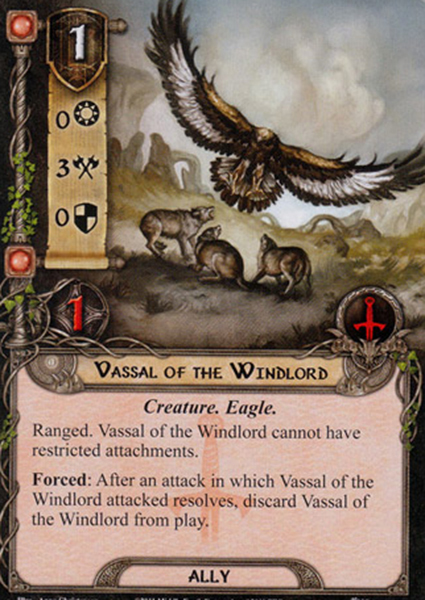 1
0
3
0
1
VASSAL OF THE WINDLORD
Creature. Eagle.
Ranged. Vassal of the Windlord cannot have
restricted attachments.
Forced: After an attack in which Vassal of the
Windlord attacked resolves, discard Vassal of
the Windlord from play.
ALLY